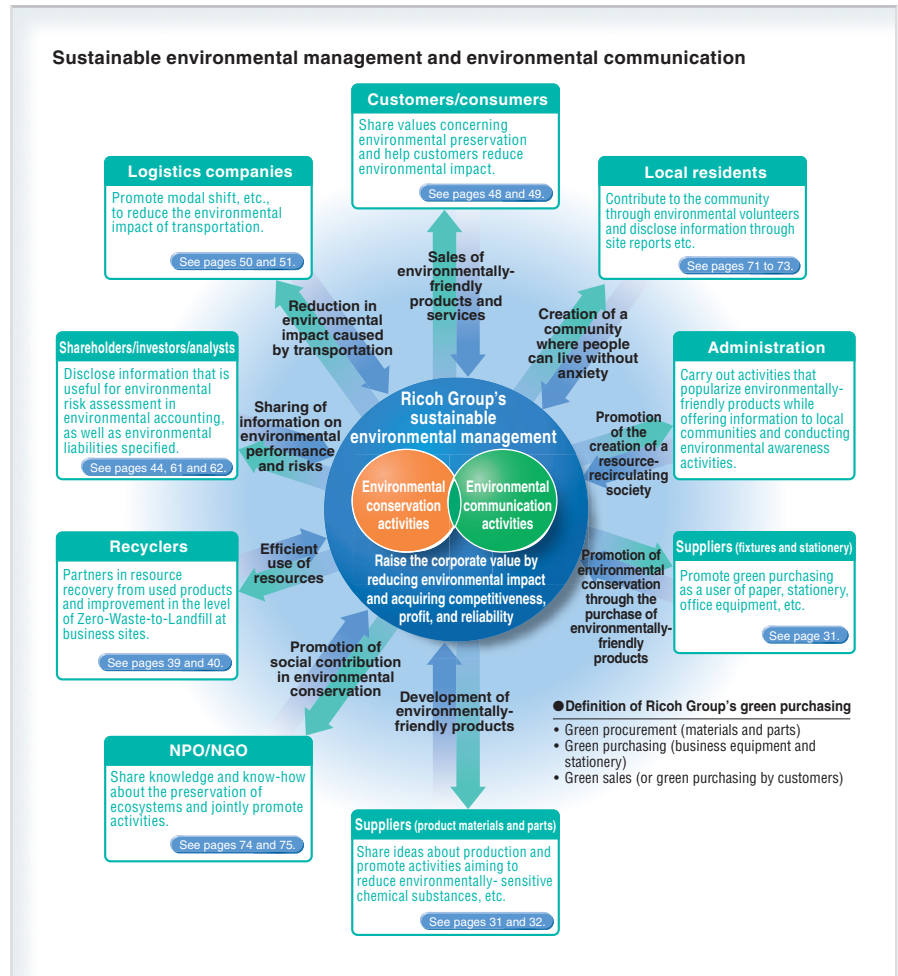 Sustainable environmental management and environmental communication
Customers/consumers
Share values concerning
environmental preservation
and help customers reduce
environmental impact.
See pages 48 and 49.
Logistics companies
Promote modal shift, etc.,
to reduce the environmental
impact of transportation.
See pages 50 and 51.
Local residents
Contribute to the community
through environmental volunteers
and disclose information through
site reports etc.
See pages 71 to 73.
Sales of
environmentally-
friendly
products and
services
Reduction in
environmental
impact caused
by transportation
Creation of a
community
where people
can live without
anxiety
Shareholders/investors/analysts
Disclose information that is
useful for environmental
risk assessment in
environmental accounting,
as well as environmental
liabilities specified.
See pages 44, 61 and 62.
Sharing of
information on
environmental
performance
and risks
Administration
Carry out activities that
popularize environmentally-
friendly products while
offering information to local
communities and conducting
environmental awareness
activities.
Promotion
of the
creation of a
resource-
recirculating
society
Ricoh Group's
sustainable
environmental management
Environmental
conservation
activities
Environmental
communication
activities
Raise the corporate value by
reducing environmental impact
and acquiring competitiveness,
profit, and reliability
Recyclers
Partners in resource
recovery from used products
and improvement in the level
of Zero-Waste-to-Landfill at
business sites.
See pages 39 and 40.
Efficient
use of
resources
Suppliers (fixtures and stationery)
Promote green purchasing
as a user of paper, stationery,
office equipment, etc.
See page 31.
Promotion of
environmental
conservation
through the
purchase of
environmentally-
friendly
products
Promotion of
social contribution
in environmental
conservation
Development of
environmentally-
friendly products
NPO/NGO
Share knowledge and know-how
about the preservation of
ecosystems and jointly promote
activities.
See pages 74 and 75.
Suppliers (product materials and parts)
Share ideas about production and
promote activities aiming to
reduce environmentally- sensitive
chemical substances, etc.
See pages 31 and 32.
●Definition of Ricoh Group's green purchasing
• Green procurement (materials and parts)
• Green purchasing (business equipment and
stationery)
• Green sales (or green purchasing by customers)